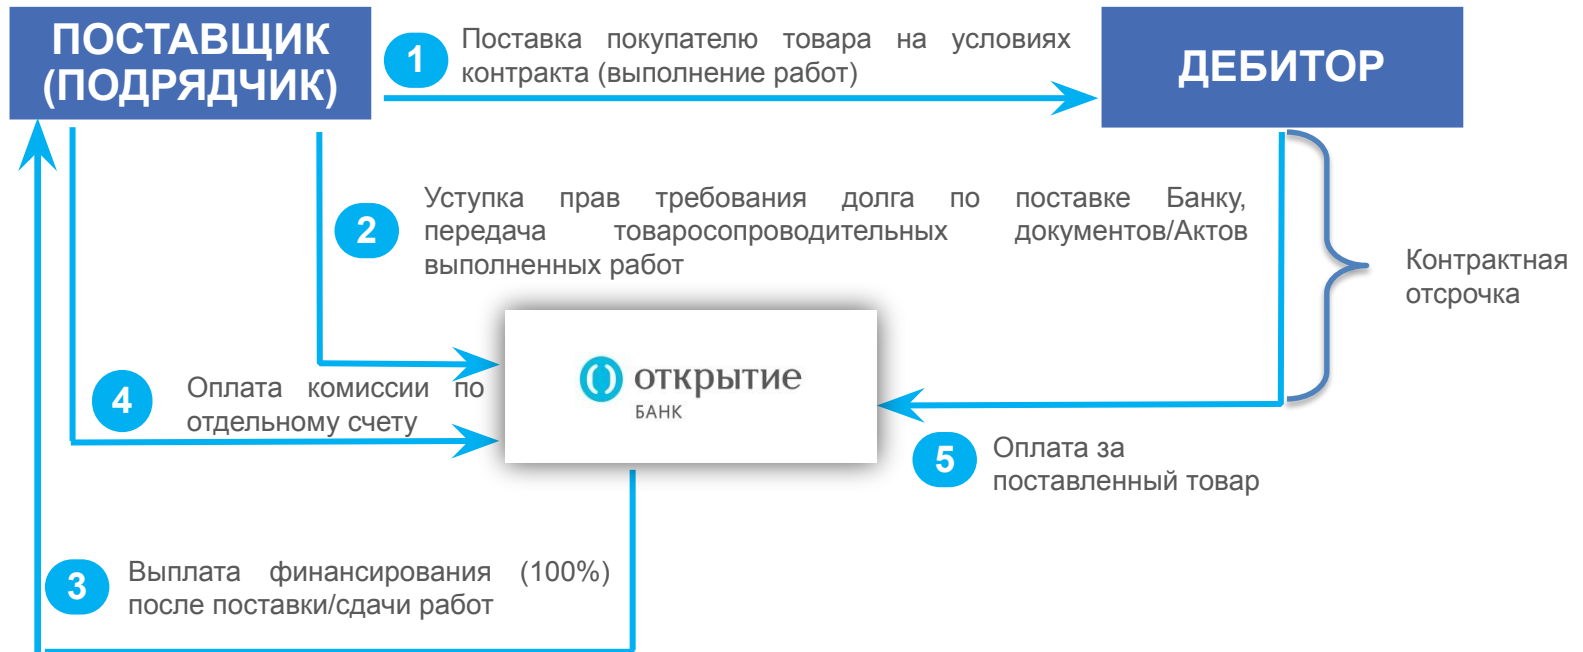 ПОСТАВЩИК
(ПОДРЯДЧИК)
1
Поставка покупателю товара на условиях
контракта (выполнение работ)
ДЕБИТОР
2
Уступка прав требования долга по поставке Банку,
передача товаросопроводительных документов/Актов
выполненных работ
Контрактная
отсрочка
4
Оплата комиссии по
отдельному счету
открытие
БАНК
5
Оплата за
поставленный товар
3
Выплата финансирования (100%)
после поставки/сдачи работ